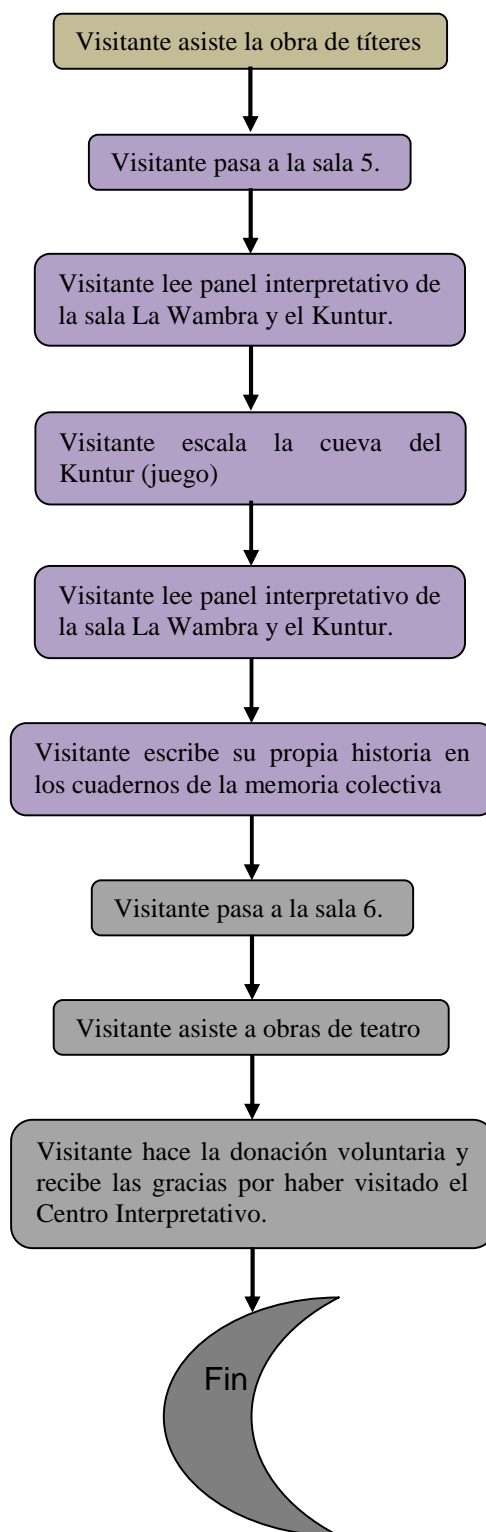 Visitante asiste la obra de títeres
Visitante pasa a la sala 5.
Visitante lee panel interpretativo de
la sala La Wambra y el Kuntur.
Visitante escala la cueva del
Kuntur (juego)
Visitante lee panel interpretativo de
la sala La Wambra y el Kuntur.
Visitante escribe su propia historia en
los cuadernos de la memoria colectiva
Visitante pasa a la sala 6.
Visitante asiste a obras de teatro
Visitante hace la donación voluntaria y
recibe las gracias por haber visitado el
Centro Interpretativo.
Fin